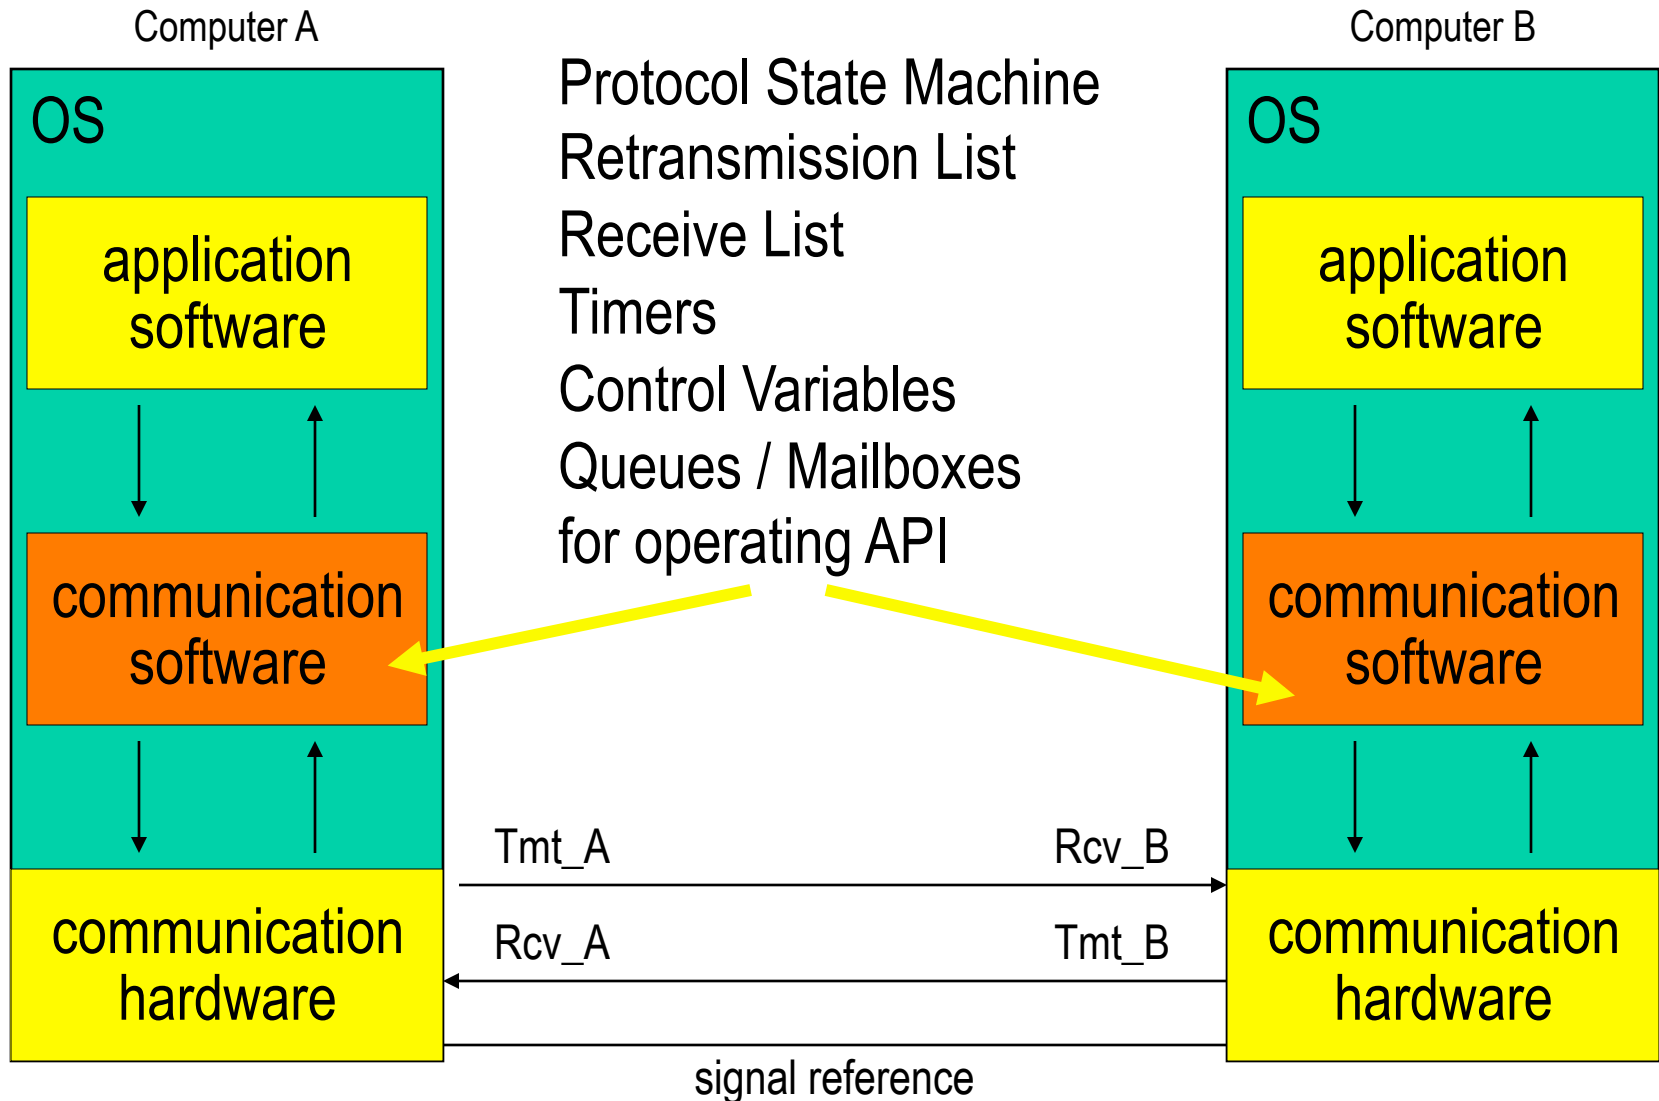 Computer A
Computer B
OS
application
software
communication
software
communication
hardware
Protocol State Machine
Retransmission List
Receive List
Timers
Control Variables
Queues / Mailboxes
for operating API
Tmt_A
Rcv_B
Rcv_A
Tmt_B
signal reference
OS
application
software
communication
software
communication
hardware